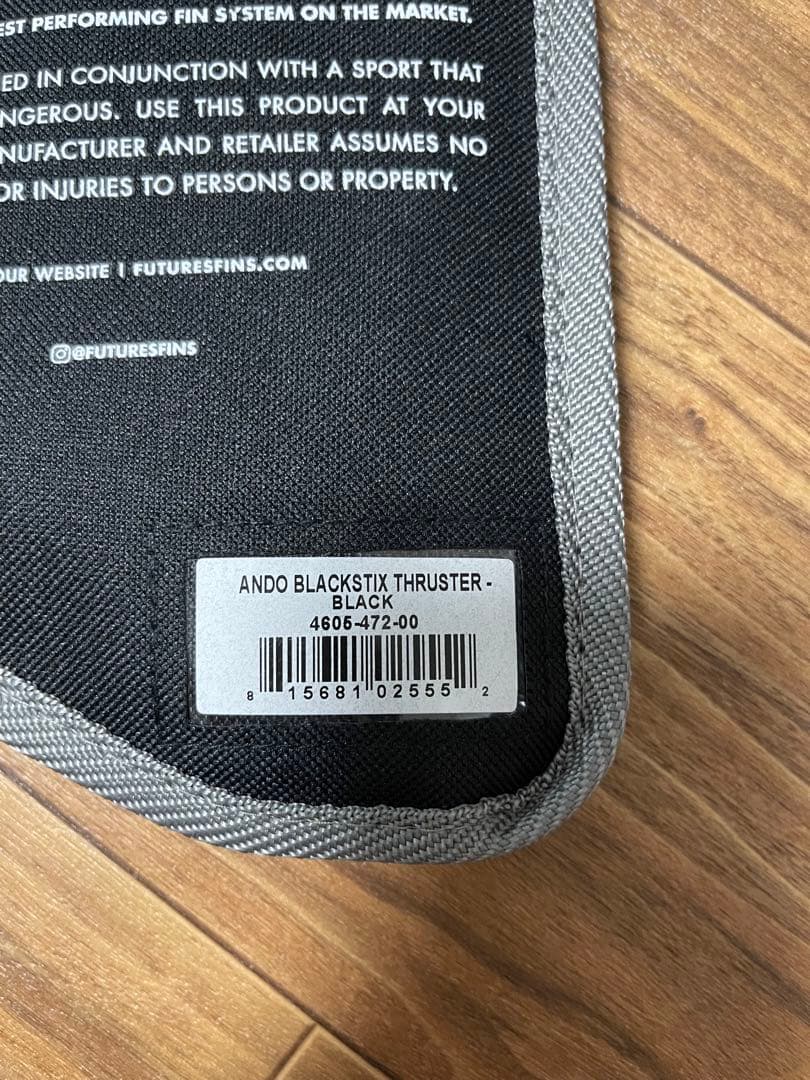 EST PERFORMING FIN SYSTEM ON THE MARKET.
ED IN CONJUNCTION WITH A SPORT THAT
NGEROUS. USE THIS PRODUCT AT YOUR
NUFACTURER AND RETAILER ASSUMES NO
OR INJURIES TO PERSONS OR PROPERTY.
OUR WEBSITE | FUTURESFINS.COM
@FUTURESFINS
ANDO BLACKSTIX THRUSTER -
BLACK
4605-472-00
8 15681 02555 2